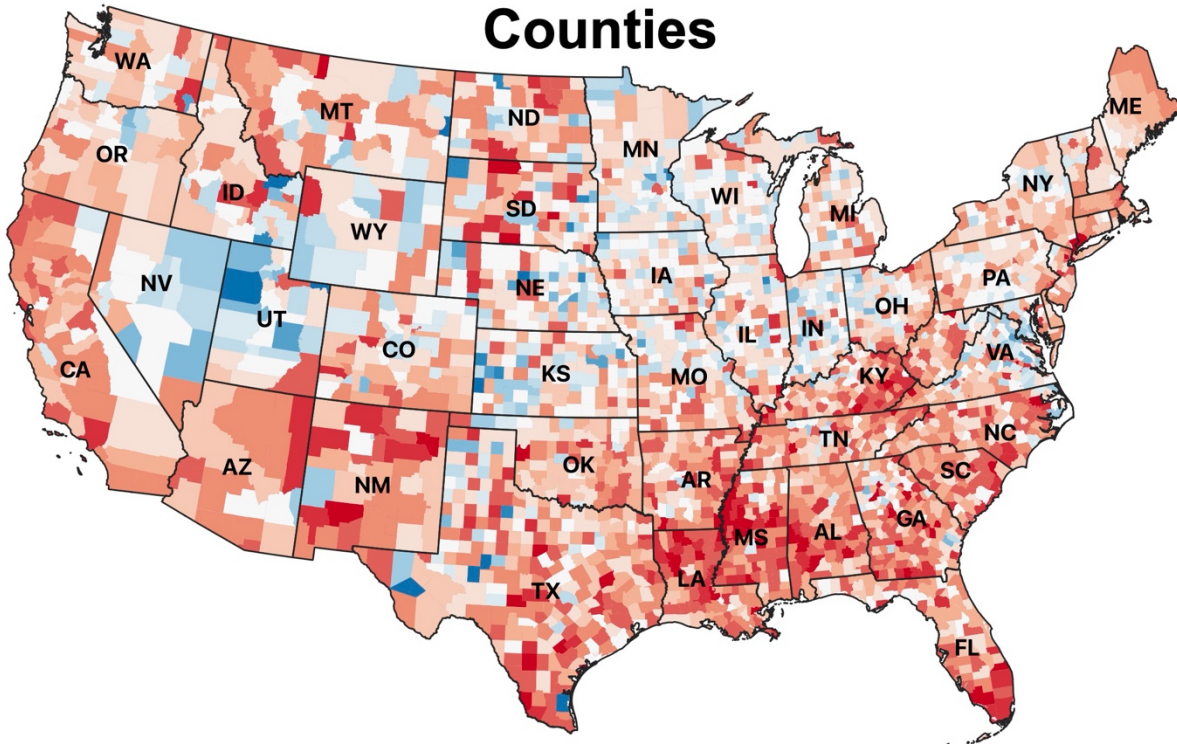 Counties
WA
MT
ND
MN
ME
OR
ID
SD
WI
MI
NY
WY
NV
UT
NE
IA
PA
CO
IL
IN
OH
CA
KS
MO
KY
VA
AZ
NM
OK
AR
TN
NC
SC
MS
AL
GA
LA
TX
FL